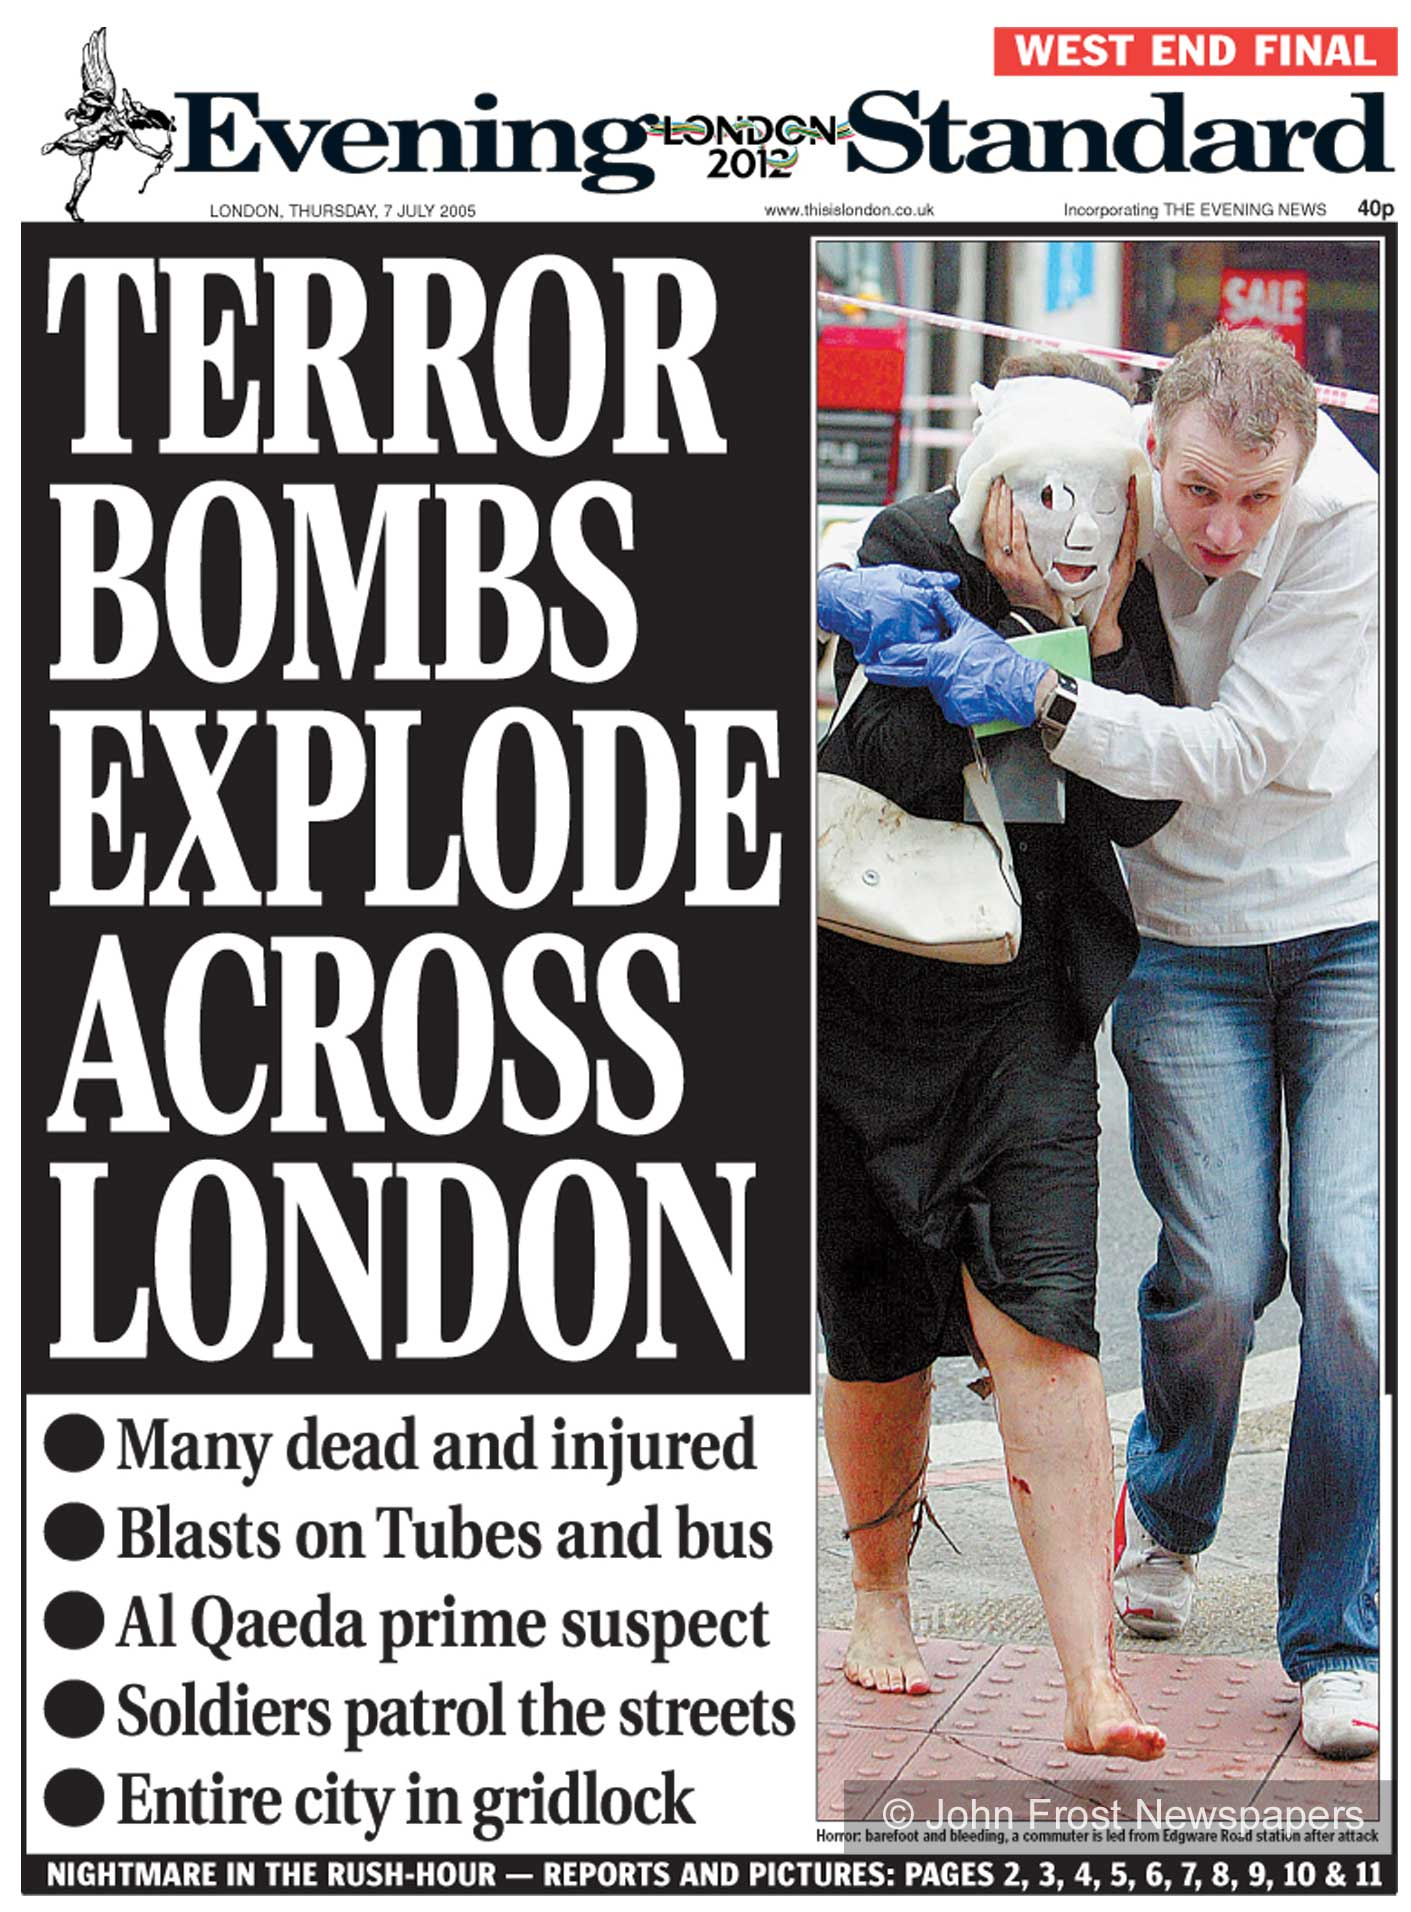 WEST END FINAL
Evening LONDON 2012 Standard
LONDON, THURSDAY, 7 JULY 2005 www.thisislondon.co.uk Incorporating THE EVENING NEWS 40p
TERROR
BOMBS
EXPLODE
ACROSS
LONDON
SALE
● Many dead and injured
● Blasts on Tubes and bus
● Al Qaeda prime suspect
● Soldiers patrol the streets
● Entire city in gridlock
© John Frost Newspapers
Horror: barefoot and bleeding, a commuter is led from Edgware Road station after attack
NIGHTMARE IN THE RUSH-HOUR — REPORTS AND PICTURES: PAGES 2, 3, 4, 5, 6, 7, 8, 9, 10 & 11